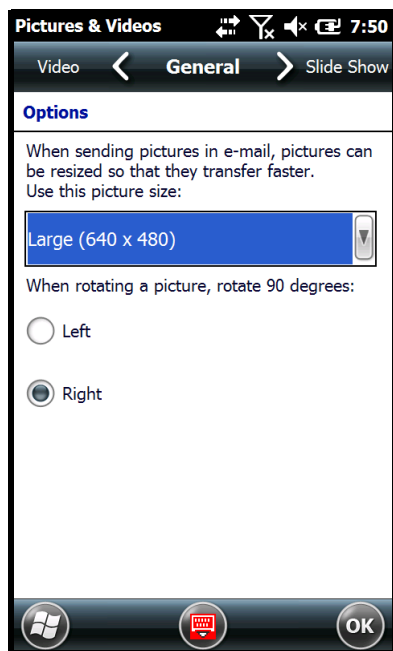 Pictures & Videos 7:50
Video General Slide Show
Options
When sending pictures in e-mail, pictures can
be resized so that they transfer faster.
Use this picture size:
Large (640 x 480)
When rotating a picture, rotate 90 degrees:
Left
Right
OK